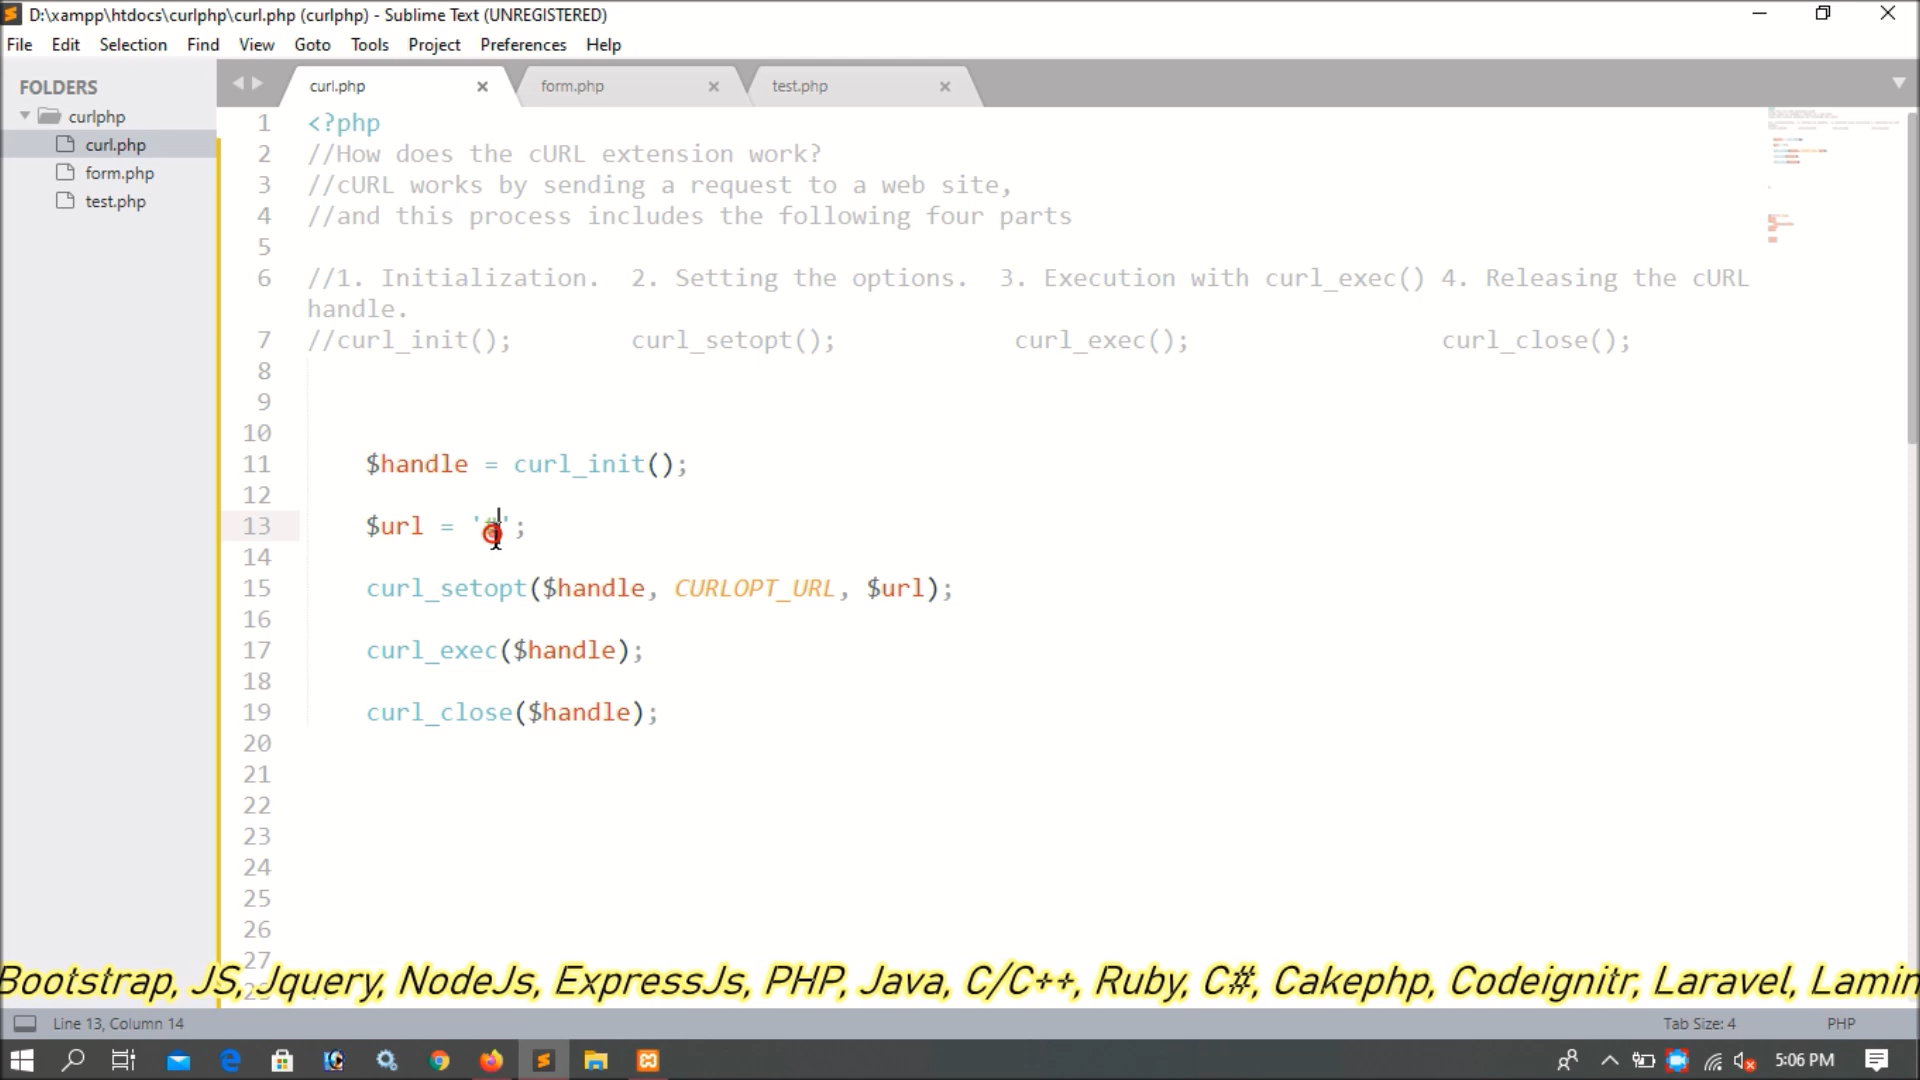 D:\xampp\htdocs\curlphp\curl.php (curlphp) - Sublime Text (UNREGISTERED)
File Edit Selection Find View Goto Tools Project Preferences Help
FOLDERS
curlphp
curl.php
form.php
test.php
curl.php form.php test.php
1 <?php
2 //How does the cURL extension work?
3 //cURL works by sending a request to a web site,
4 //and this process includes the following four parts
5
6 //1. Initialization. 2. Setting the options. 3. Execution with curl_exec() 4. Releasing the cURL
handle.
7 //curl_init(); curl_setopt(); curl_exec(); curl_close();
8
9
10
11 $handle = curl_init();
12
13 $url = '#';
14
15 curl_setopt($handle, CURLOPT_URL, $url);
16
17 curl_exec($handle);
18
19 curl_close($handle);
20
21
22
23
24
25
26
27
Bootstrap, JS, Jquery, NodeJs, ExpressJs, PHP, Java, C/C++, Ruby, C#, Cakephp, Codeignitr, Laravel, Lamin
Line 13, Column 14 Tab Size: 4 PHP
5:06 PM